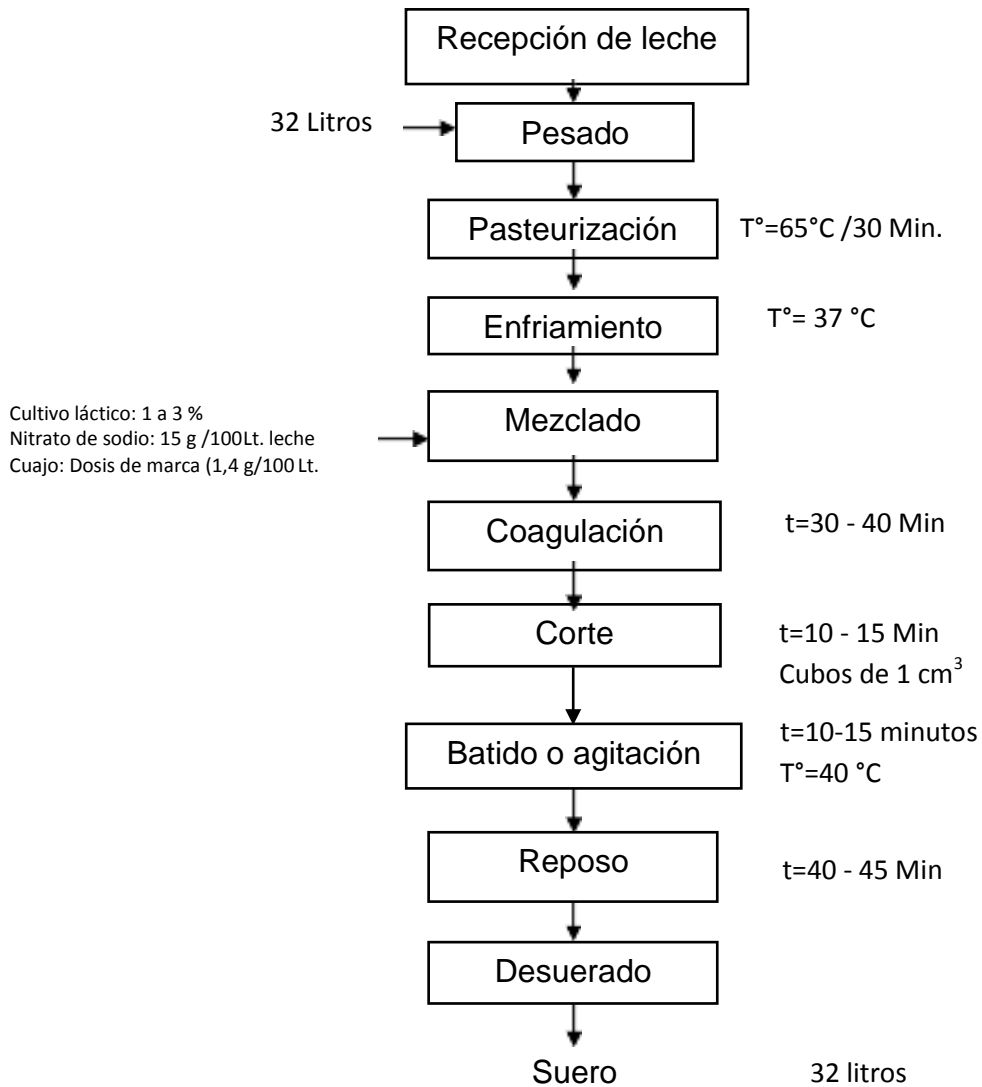 Recepción de leche
32 Litros
Pesado
Pasteurización
T°=65°C /30 Min.
Enfriamiento
T°= 37 °C
Cultivo láctico: 1 a 3 %
Nitrato de sodio: 15 g /100 Lt. leche
Cuajo: Dosis de marca (1,4 g/100 Lt.
Mezclado
Coagulación
t=30 - 40 Min
Corte
t=10 - 15 Min
Cubos de 1 cm³
Batido o agitación
t=10-15 minutos
T°=40 °C
Reposo
t=40 - 45 Min
Desuerado
Suero
32 litros